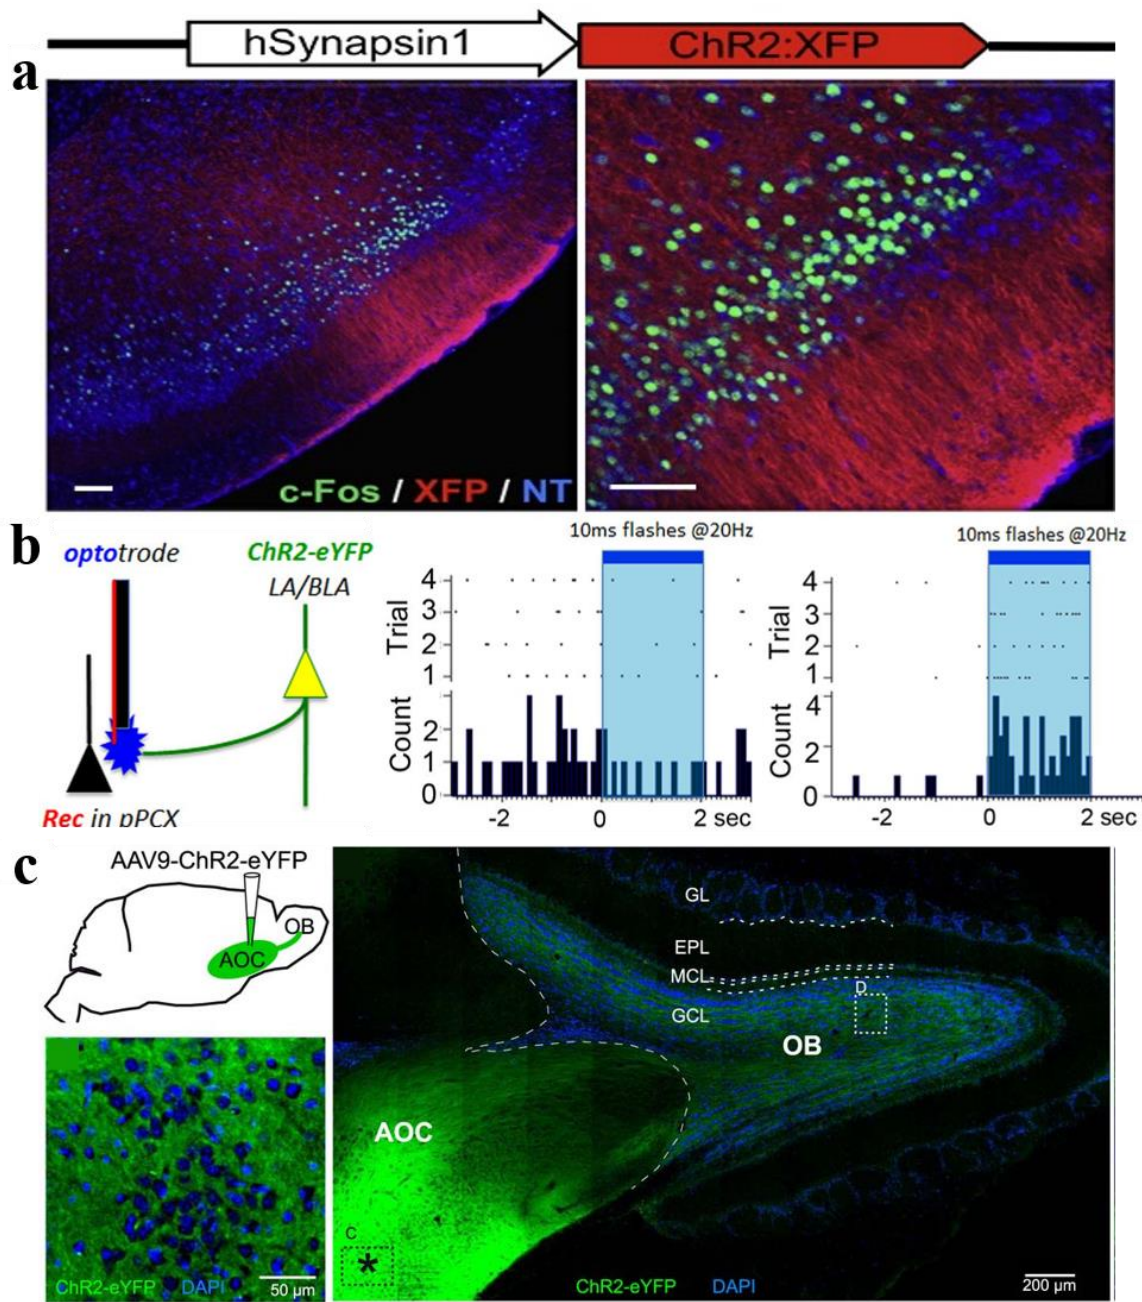 hSynapsin1
ChR2:XFP
a
c-Fos / XFP / NT
b
optotrode
ChR2-eYFP
LA/BLA
Rec in pPCX
10ms flashes @20Hz
Trial
4
3
2
1
Count
2
1
0
-2
0
2 sec
10ms flashes @20Hz
Trial
4
3
2
1
Count
4
2
0
-2
0
2 sec
c
AAV9-ChR2-eYFP
OB
AOC
ChR2-eYFP DAPI
50 µm
GL
EPL
MCL
GCL
D
OB
AOC
C
*
ChR2-eYFP DAPI
200 µm